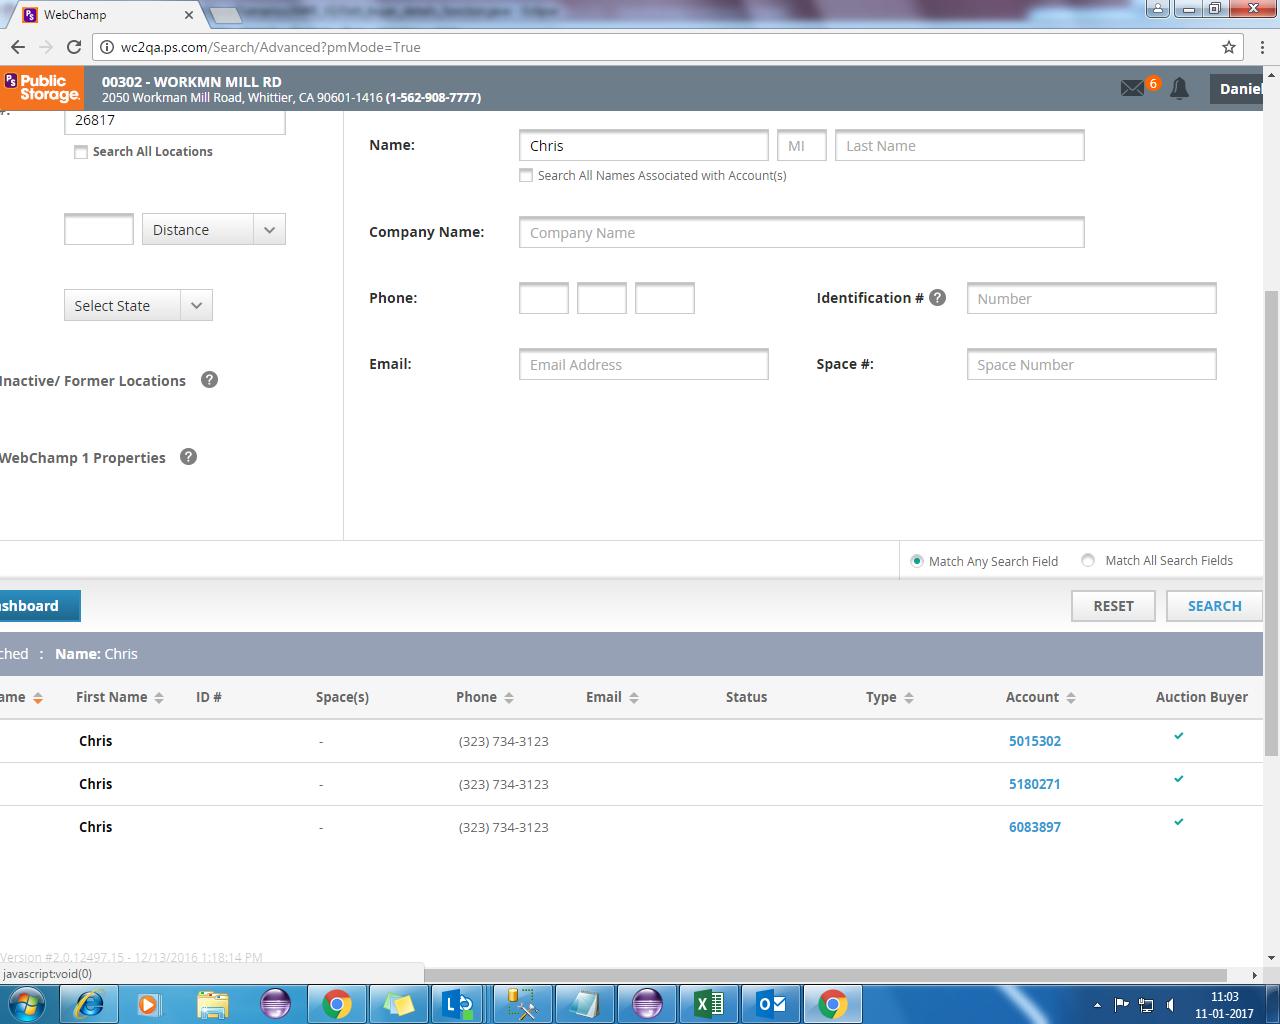 WebChamp
wc2qa.ps.com/Search/Advanced?pmMode=True
PS Public Storage.
00302 - WORKMN MILL RD
2050 Workman Mill Road, Whittier, CA 90601-1416 (1-562-908-7777)
6
Daniel
26817
Search All Locations
Name: Chris MI Last Name
Search All Names Associated with Account(s)
Distance
Company Name: Company Name
Select State
Phone:
Identification # ? Number
Email: Email Address
Space #: Space Number
Inactive/ Former Locations ?
WebChamp 1 Properties ?
Match Any Search Field Match All Search Fields
shboard
RESET SEARCH
ched : Name: Chris
ame First Name ID # Space(s) Phone Email Status Type Account Auction Buyer
Chris - (323) 734-3123 5015302
Chris - (323) 734-3123 5180271
Chris - (323) 734-3123 6083897
Version #2.0.12497.15 - 12/13/2016 1:18:14 PM
javascript:void(0)
11:03
11-01-2017